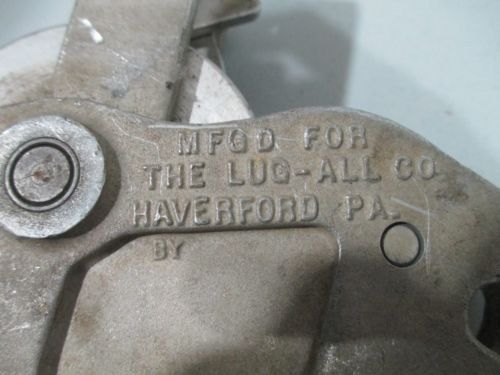 MFGD FOR
THE LUG-ALL CO
HAVERFORD PA.
BY